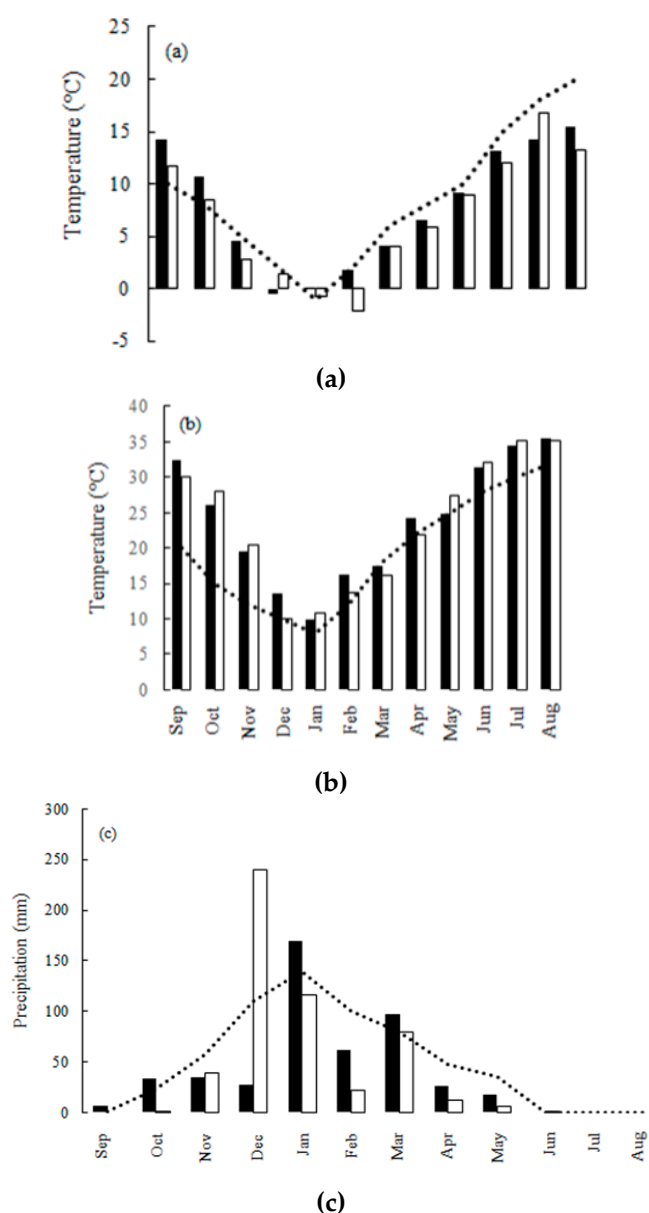 25
(a)
20
15
10
5
0
-5
Temperature (°C)
(a)
40
(b)
35
30
25
20
15
10
5
0
Temperature (°C)
Sep Oct Nov Dec Jan Feb Mar Apr May Jun Jul Aug
(b)
300
(c)
250
200
150
100
50
0
Precipitation (mm)
Sep Oct Nov Dec Jan Feb Mar Apr May Jun Jul Aug
(c)